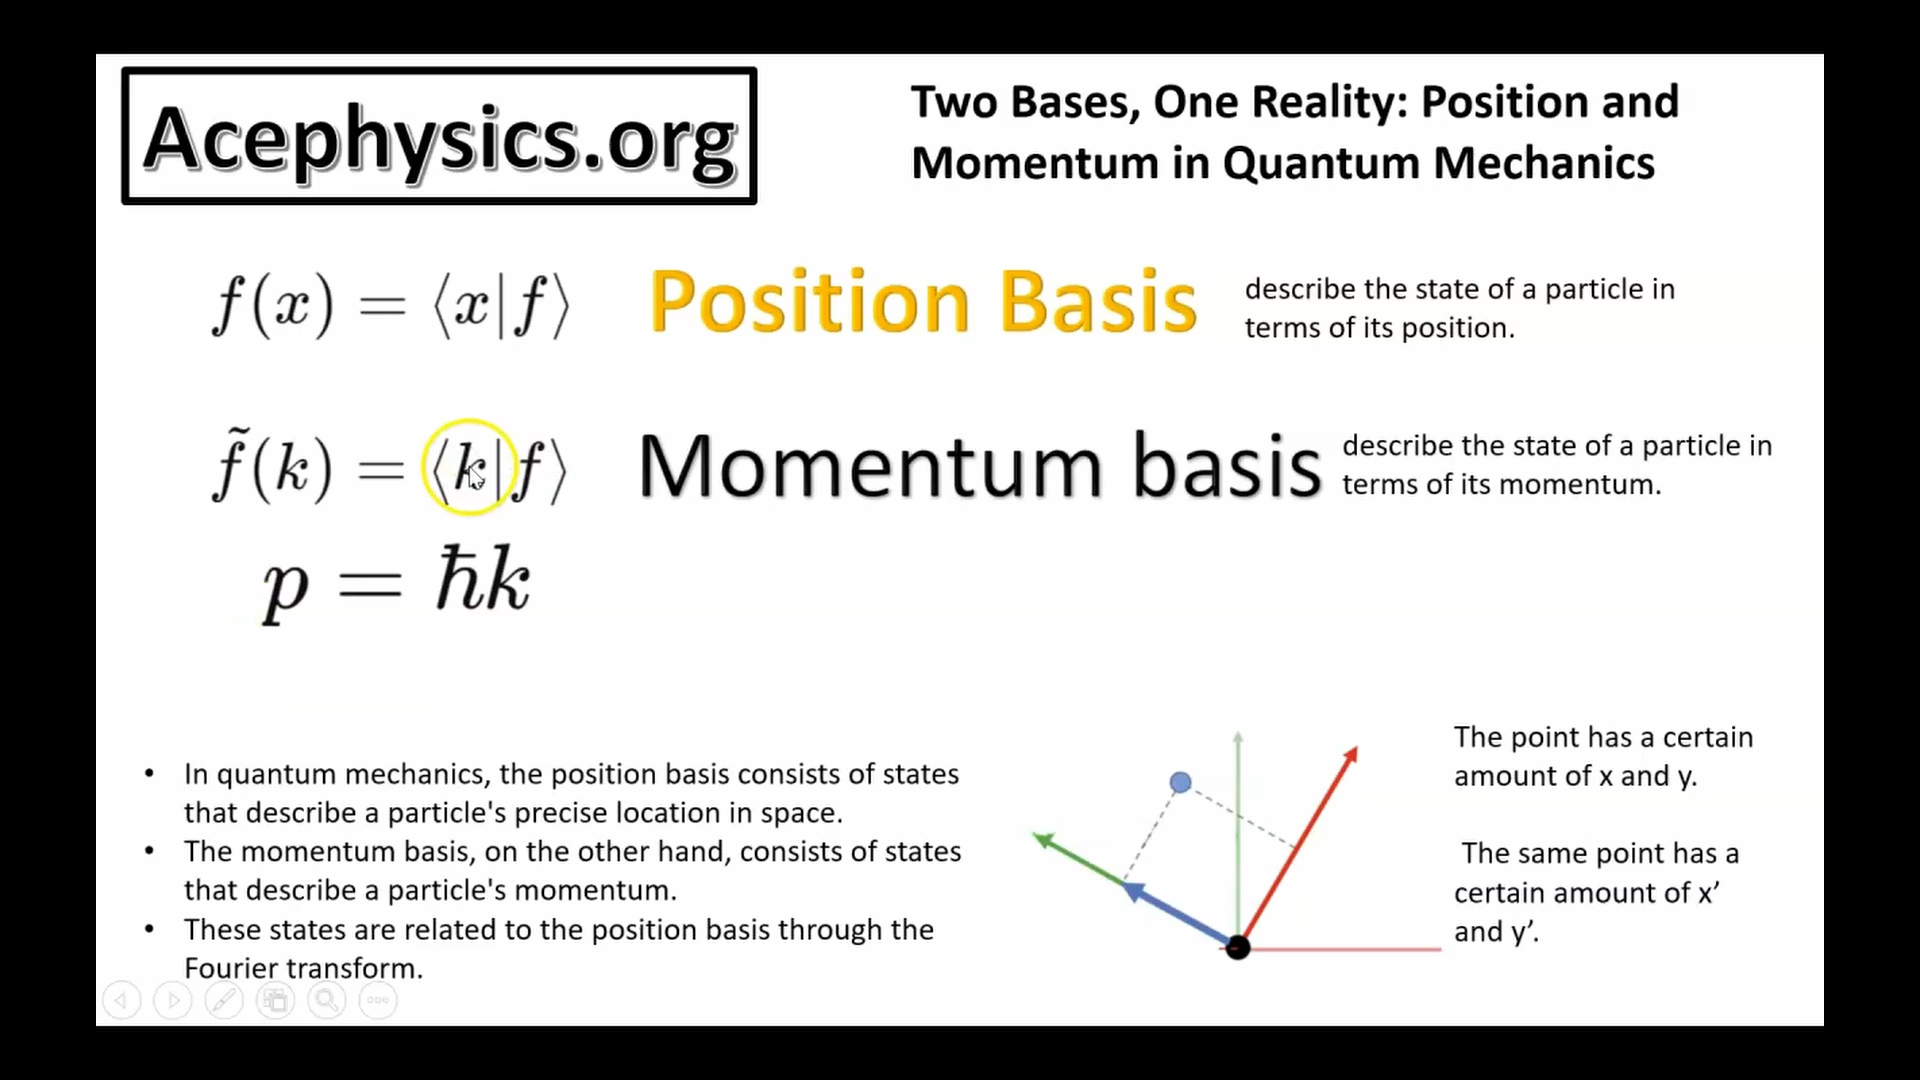 Acephysics.org
Two Bases, One Reality: Position and
Momentum in Quantum Mechanics
f(x) = ⟨x|f⟩
Position Basis
describe the state of a particle in
terms of its position.
f̃(k) = ⟨k|f⟩
Momentum basis
describe the state of a particle in
terms of its momentum.
p = ℏk
• In quantum mechanics, the position basis consists of states
that describe a particle's precise location in space.
• The momentum basis, on the other hand, consists of states
that describe a particle's momentum.
• These states are related to the position basis through the
Fourier transform.
The point has a certain
amount of x and y.
The same point has a
certain amount of x’
and y’.